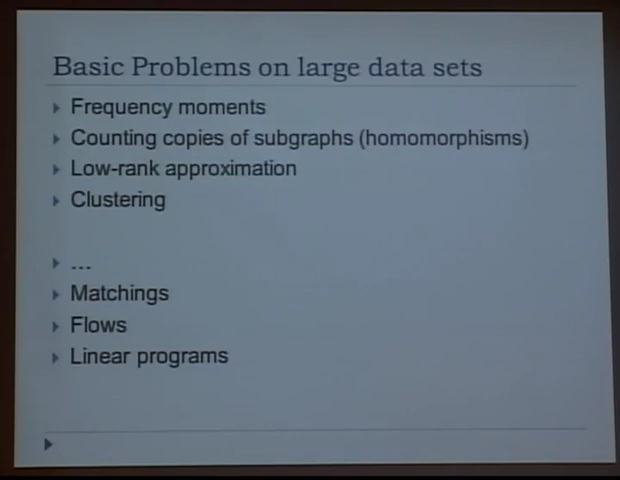 Basic Problems on large data sets
Frequency moments
Counting copies of subgraphs (homomorphisms)
Low-rank approximation
Clustering
...
Matchings
Flows
Linear programs